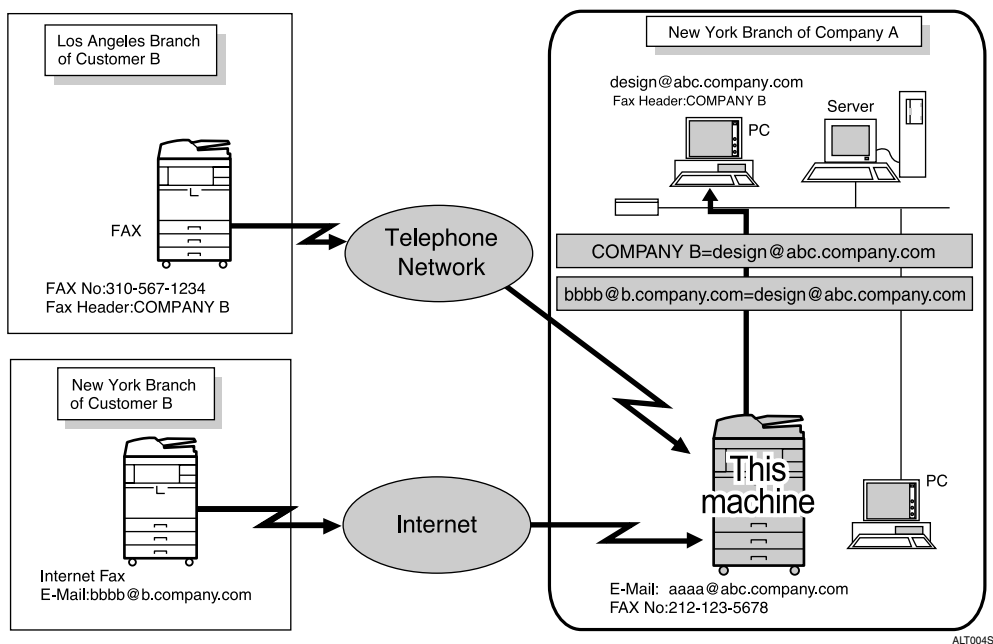 Los Angeles Branch
of Customer B
FAX
FAX No:310-567-1234
Fax Header:COMPANY B
New York Branch
of Customer B
Internet Fax
E-Mail:bbbb@b.company.com
Telephone
Network
Internet
New York Branch of Company A
design@abc.company.com
Fax Header:COMPANY B
PC
Server
COMPANY B=design@abc.company.com
bbbb@b.company.com=design@abc.company.com
This
machine
PC
E-Mail: aaaa@abc.company.com
FAX No:212-123-5678
ALT004S